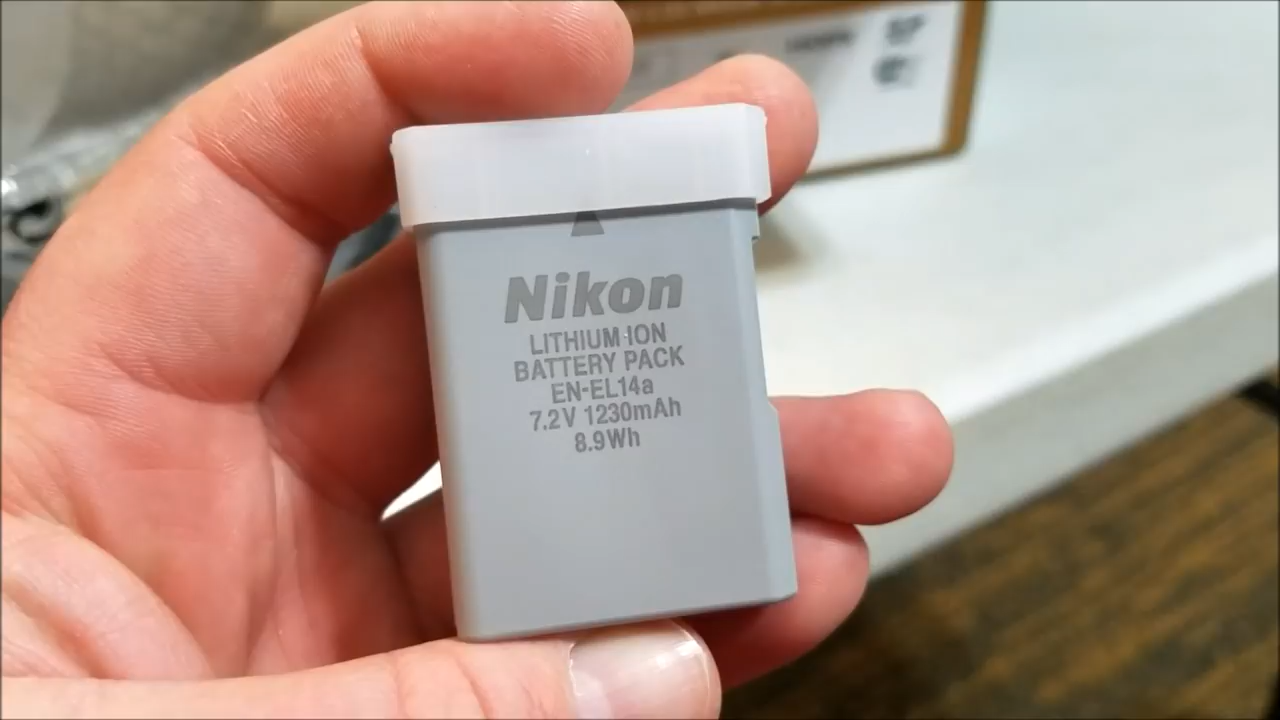 Nikon
LITHIUM ION
BATTERY PACK
EN-EL14a
7.2V 1230mAh
8.9Wh